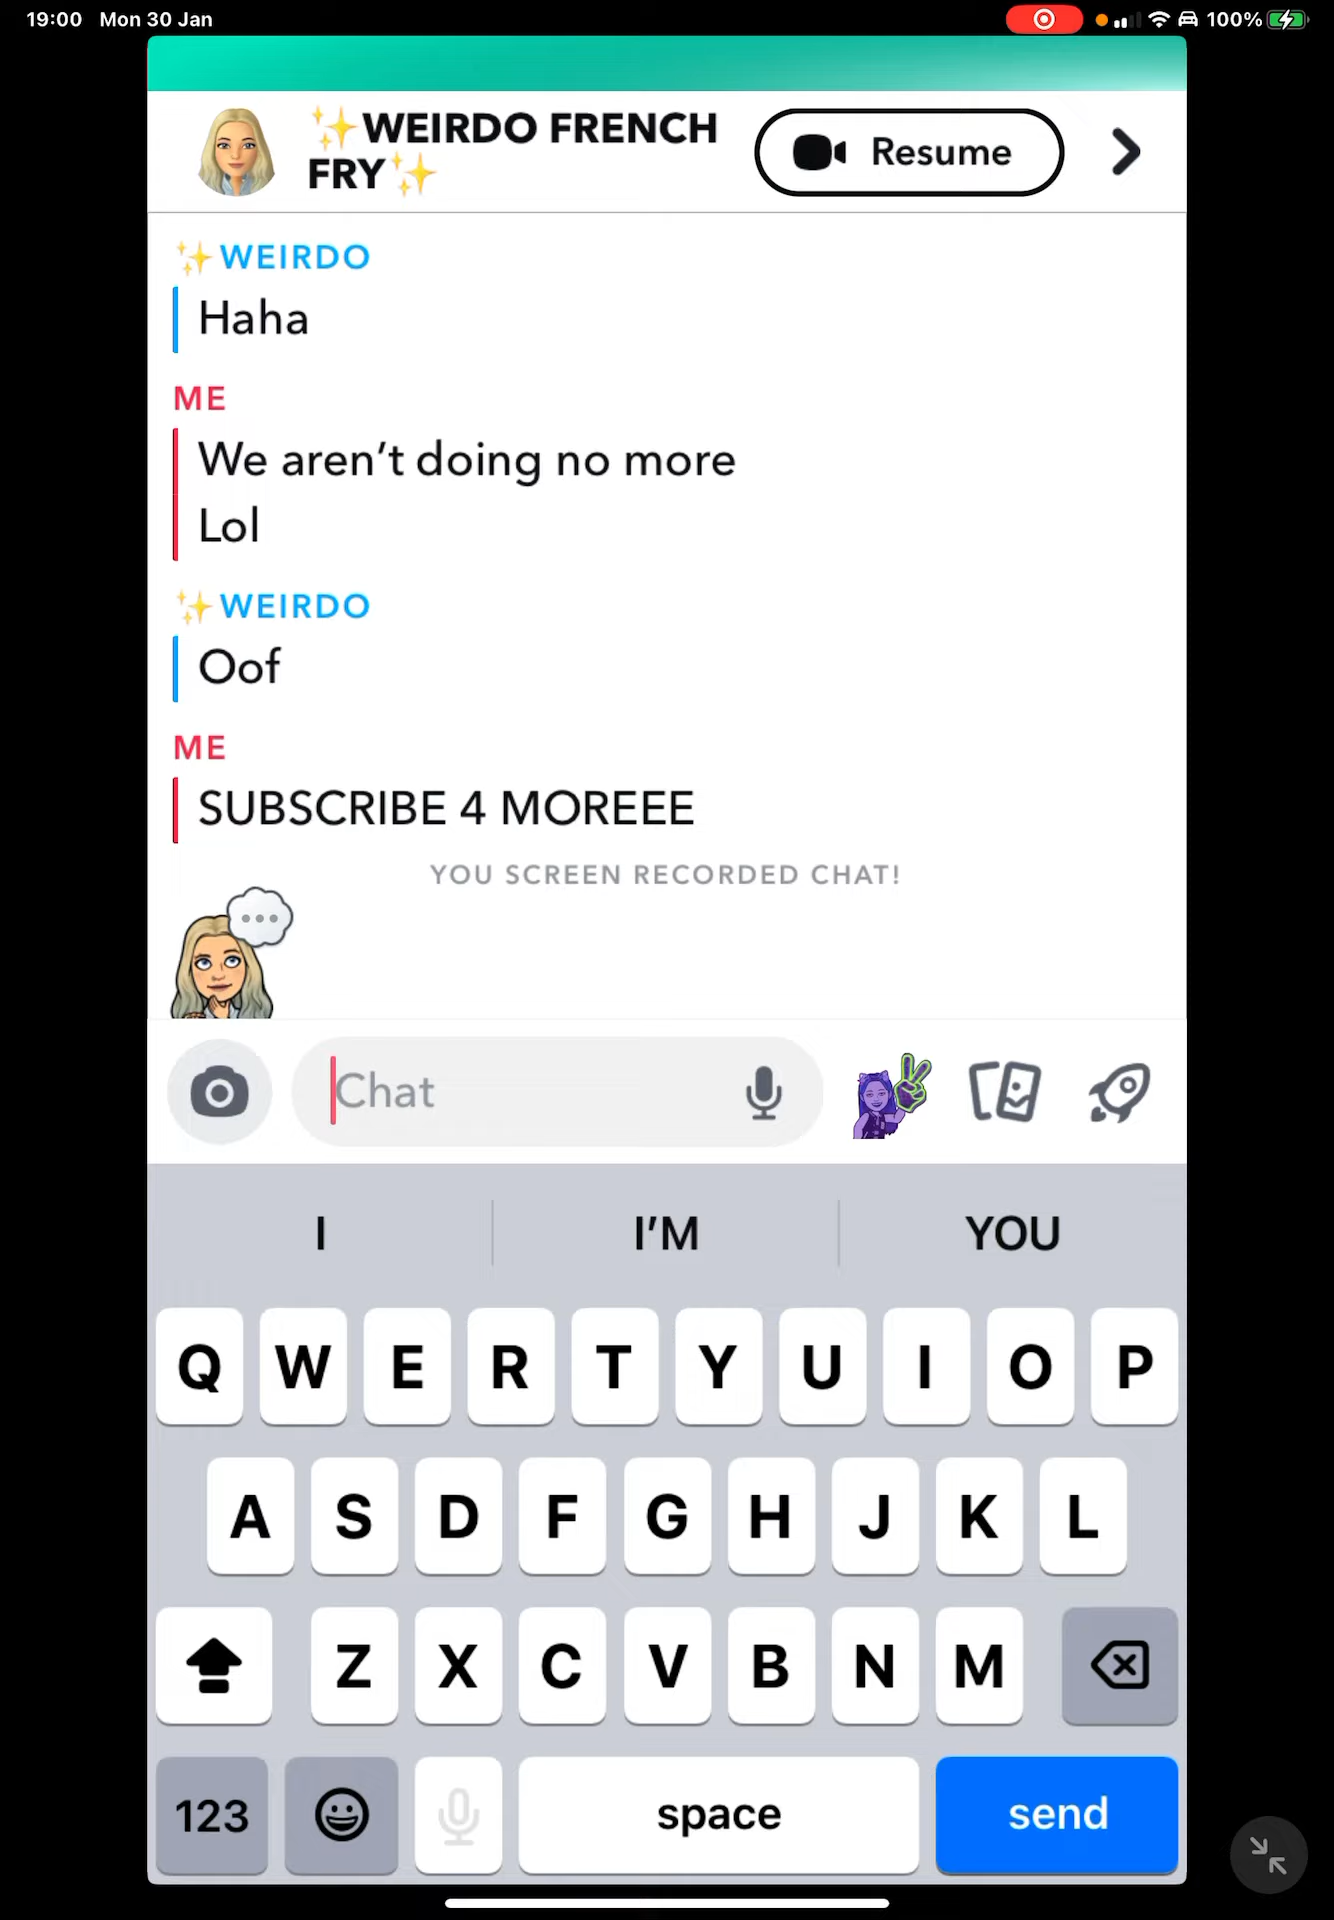 19:00 Mon 30 Jan
100%
✨WEIRDO FRENCH
FRY✨
Resume
✨WEIRDO
Haha
ME
We aren’t doing no more
Lol
✨WEIRDO
Oof
ME
SUBSCRIBE 4 MOREEE
YOU SCREEN RECORDED CHAT!
Chat
I I’M YOU
Q W E R T Y U I O P
A S D F G H J K L
Z X C V B N M
123 space send